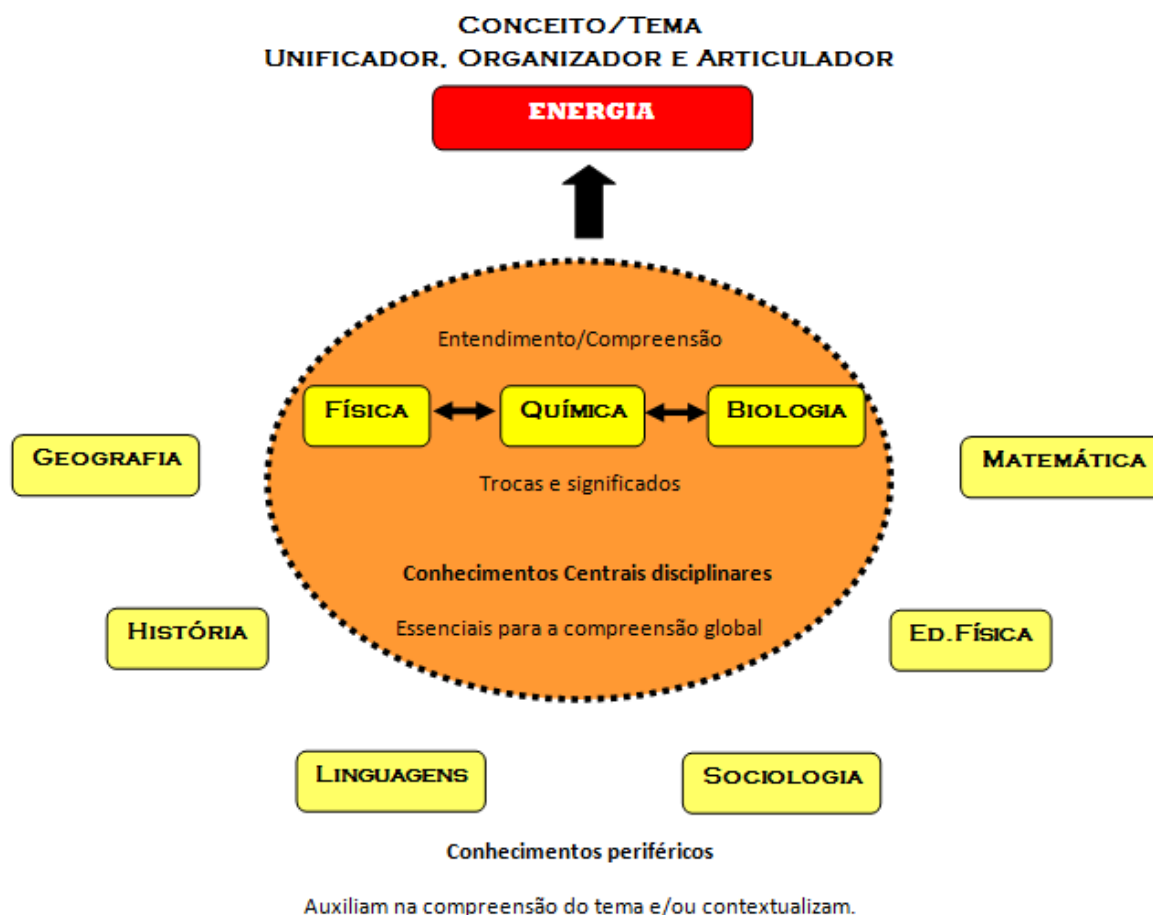 CONCEITO/TEMA
UNIFICADOR, ORGANIZADOR E ARTICULADOR
ENERGIA
Entendimento/Compreensão
FÍSICA
QUÍMICA
BIOLOGIA
GEOGRAFIA
MATEMÁTICA
Trocas e significados
Conhecimentos Centrais disciplinares
HISTÓRIA
Essenciais para a compreensão global
ED.FÍSICA
LINGUAGENS
SOCIOLOGIA
Conhecimentos periféricos
Auxiliam na compreensão do tema e/ou contextualizam.